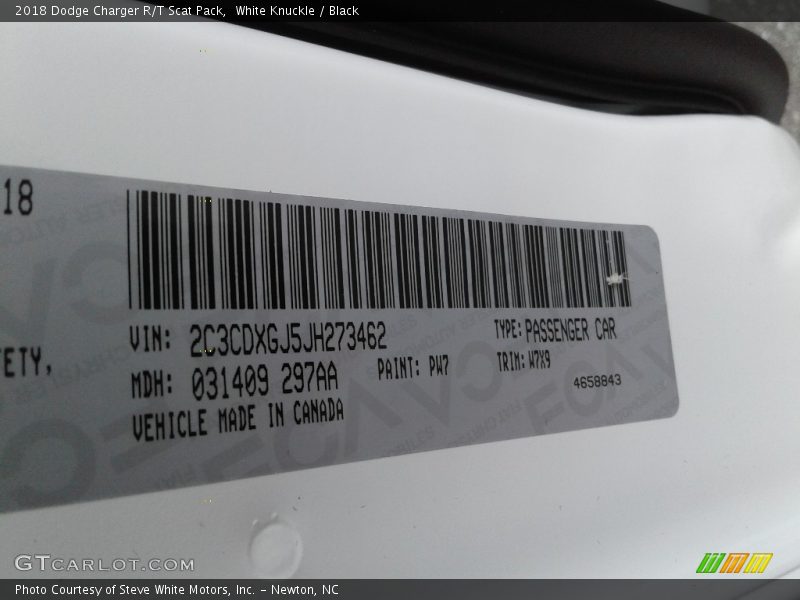 2018 Dodge Charger R/T Scat Pack, White Knuckle / Black
18
ETY,
VIN: 2C3CDXGJ5JH273462 TYPE: PASSENGER CAR
MDH: 031409 297AA PAINT: PW7 TRIM: W7X9
VEHICLE MADE IN CANADA 4658843
GTCARLOT.COM
Photo Courtesy of Steve White Motors, Inc. – Newton, NC